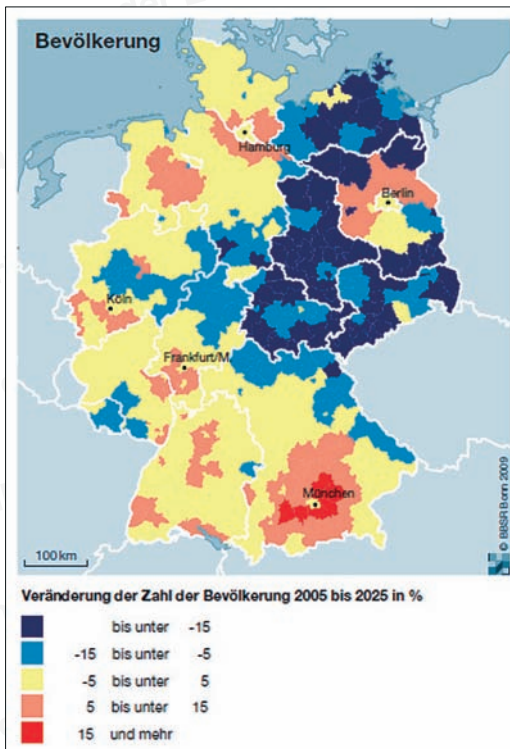 Bevölkerung
Hamburg
Berlin
Köln
Frankfurt/M.
München
100 km
© BBSR Bonn 2009
Veränderung der Zahl der Bevölkerung 2005 bis 2025 in %
bis unter -15
-15 bis unter -5
-5 bis unter 5
5 bis unter 15
15 und mehr